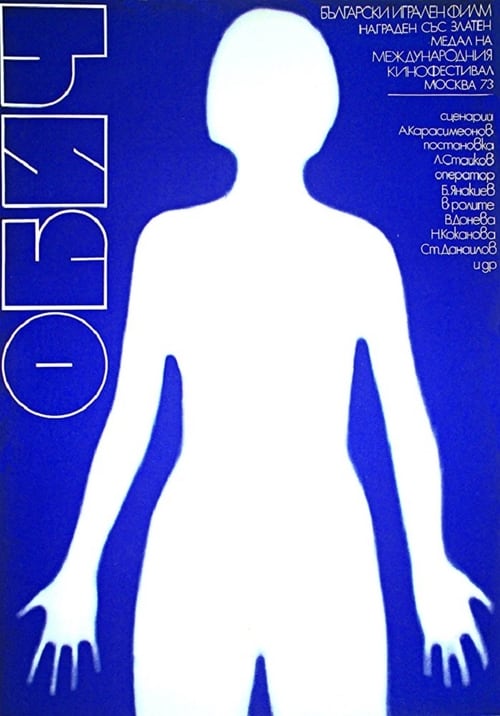 ОБИЧ
БЪЛГАРСКИ ИГРАЛЕН ФИЛМ
НАГРАДЕН СЪС ЗЛАТЕН
МЕДАЛ НА
МЕЖДУНАРОДНИЯ
КИНОФЕСТИВАЛ
МОСКВА 73
сценарий
А.Карасимеонов
постановка
Л.Стайков
оператор
Б.Янакиев
в ролите
В.Донева
Н.Коканова
Ст.Данаилов
и др